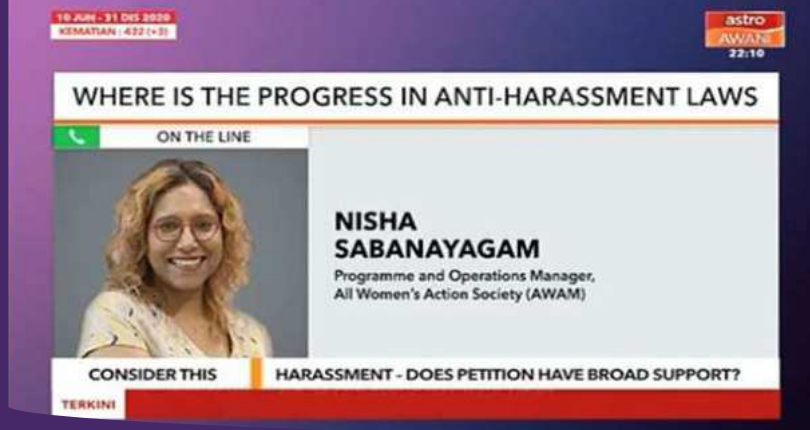 10 JUN - 31 DIS 2020
KEMATIAN : 432 (+3)
astro
AWANI
22:10
WHERE IS THE PROGRESS IN ANTI-HARASSMENT LAWS
ON THE LINE
NISHA
SABANAYAGAM
Programme and Operations Manager,
All Women's Action Society (AWAM)
CONSIDER THIS
HARASSMENT - DOES PETITION HAVE BROAD SUPPORT?
TERKINI